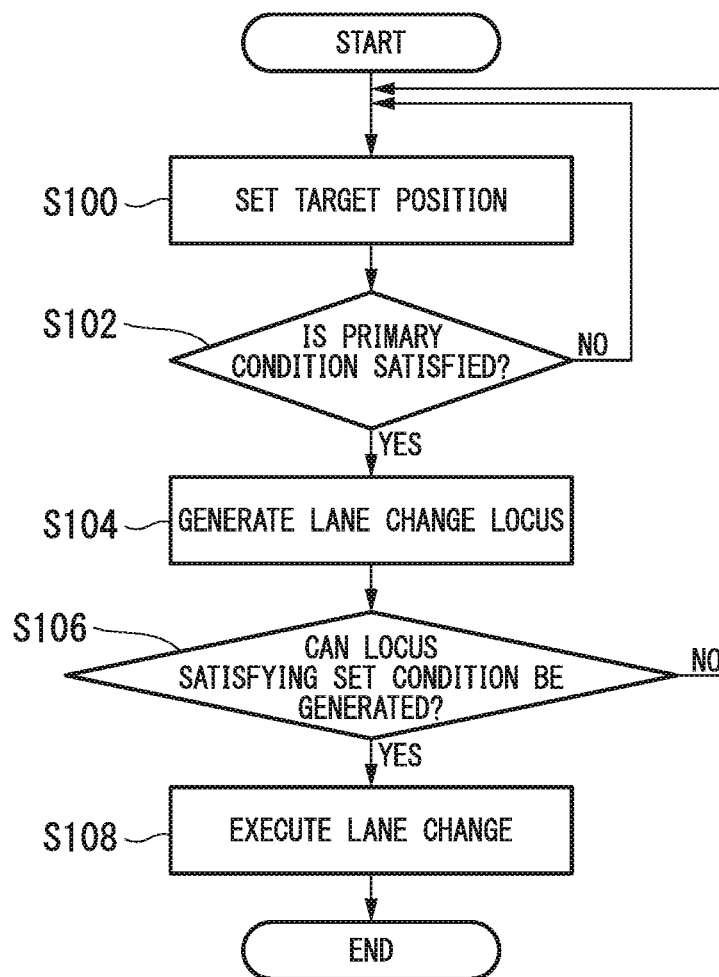 START
S100
SET TARGET POSITION
S102
IS PRIMARY
CONDITION SATISFIED?
NO
YES
S104
GENERATE LANE CHANGE LOCUS
S106
CAN LOCUS
SATISFYING SET CONDITION BE
GENERATED?
NO
YES
S108
EXECUTE LANE CHANGE
END